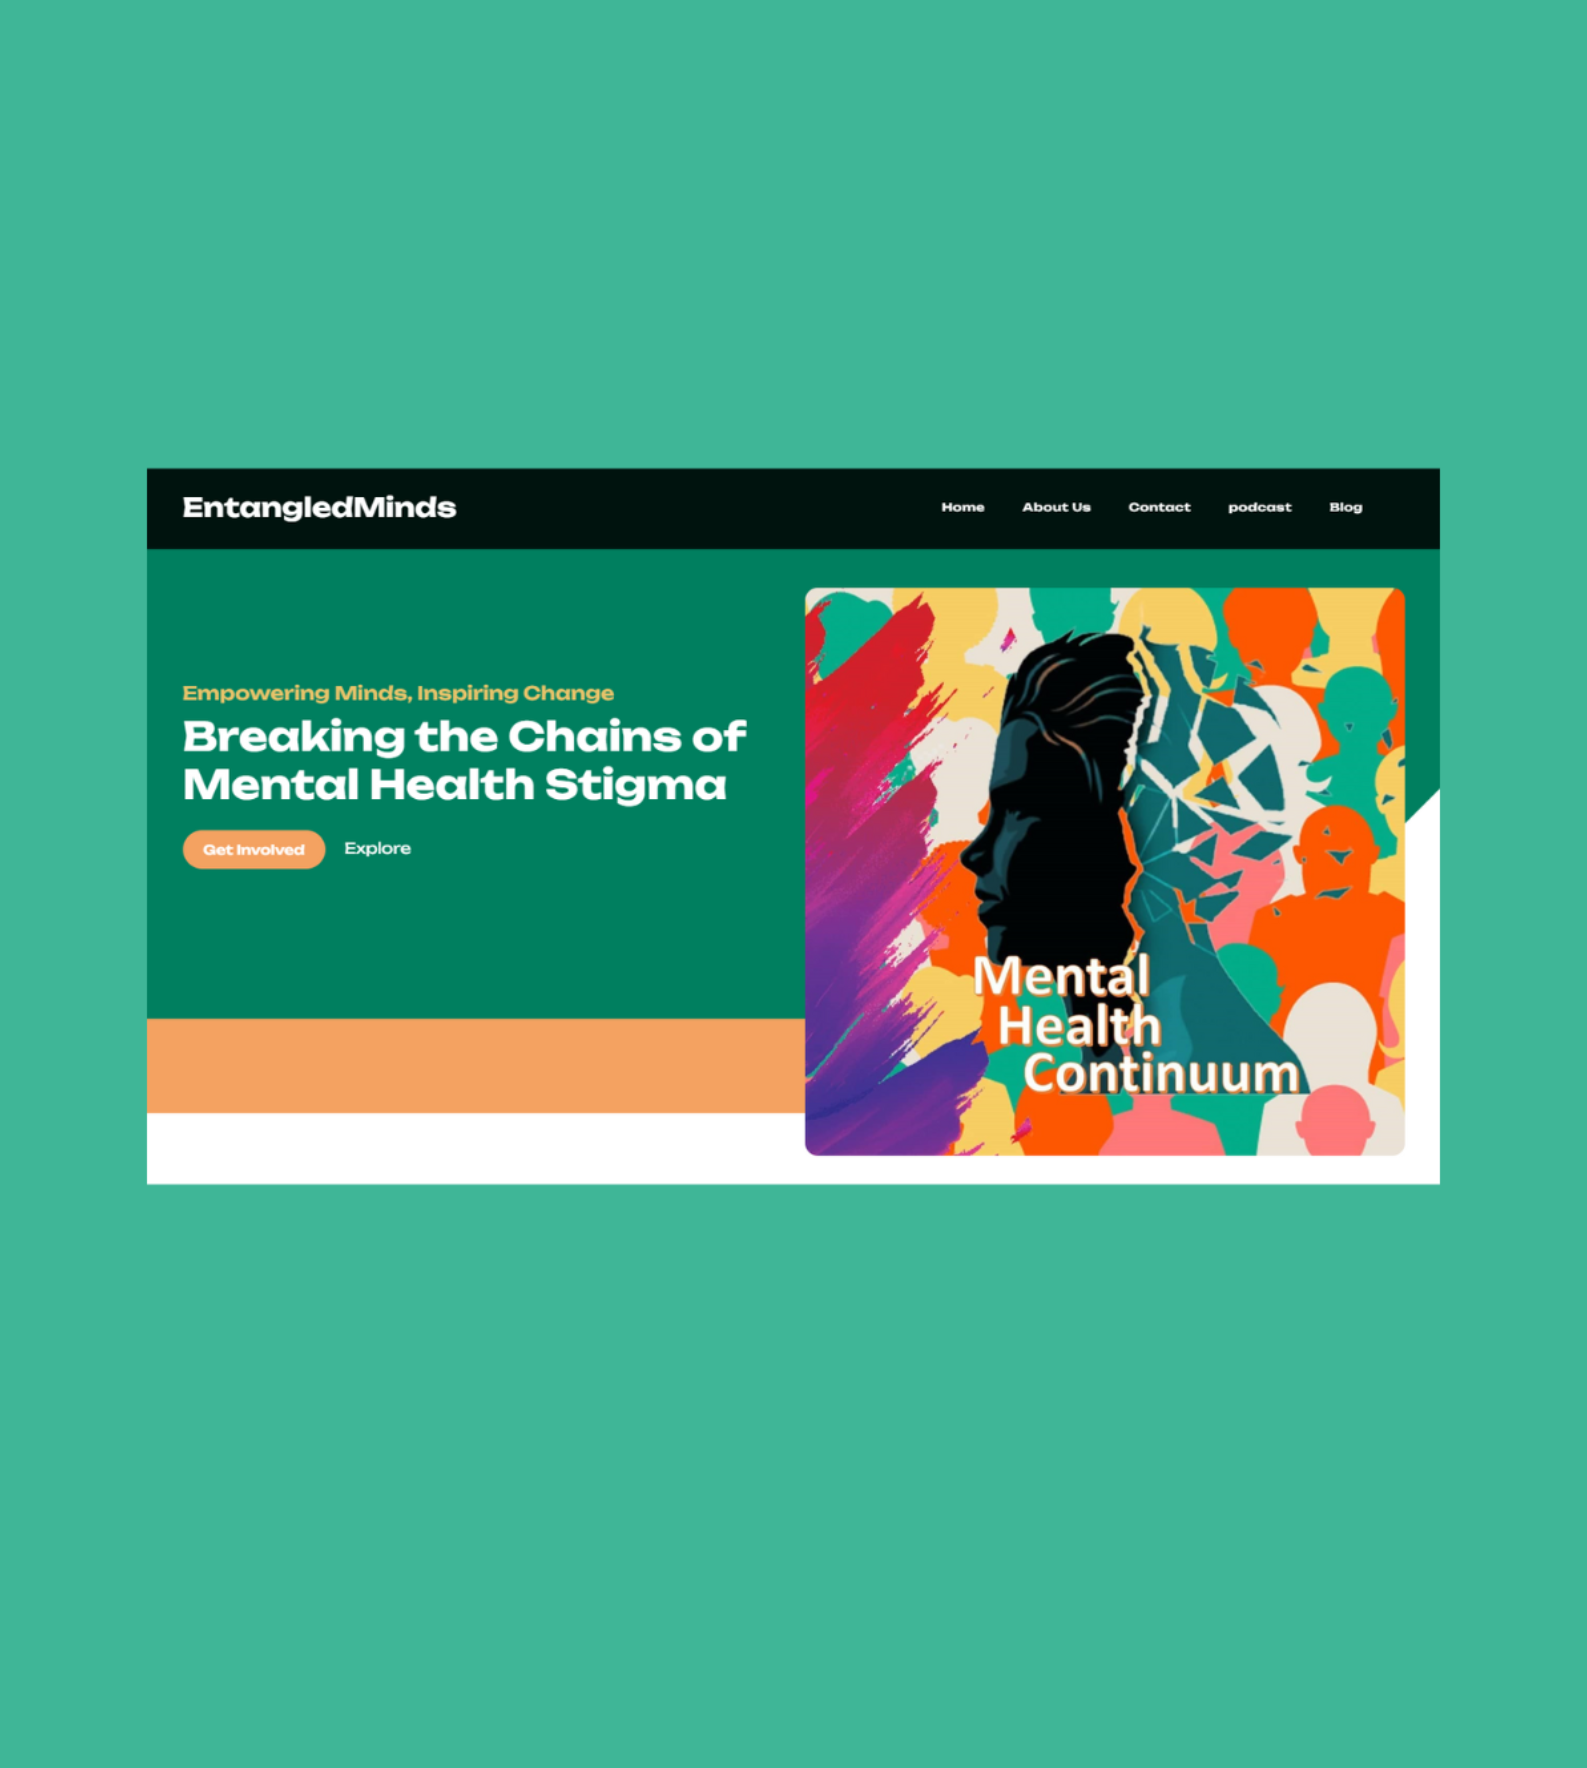 EntangledMinds
Home About Us Contact podcast Blog
Empowering Minds, Inspiring Change
Breaking the Chains of
Mental Health Stigma
Get Involved Explore
Mental
Health
Continuum